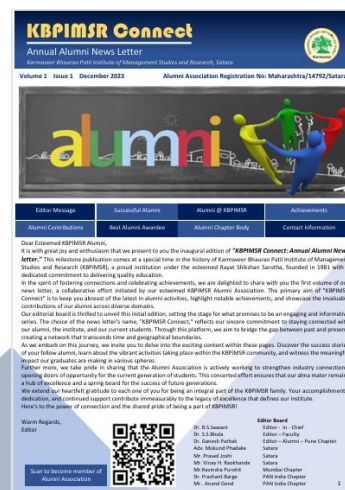 KBPIMSR Connect
Annual Alumni News Letter
Karmaveer Bhaurao Patil Institute of Management Studies and Research, Satara
Volume 1 Issue 1 December 2023 Alumni Association Registration No: Maharashtra/14792/Satara
alumni
Editor Message Successful Alumni Alumni @ KBPIMSR Achievements
Alumni Contributions Best Alumni Awardee Alumni Chapter Body Contact Information
Dear Esteemed KBPIMSR Alumni,
It is with great joy and enthusiasm that we present to you the inaugural edition of "KBPIMSR Connect: Annual Alumni News
letter." This milestone publication comes at a special time in the history of Karmaveer Bhaurao Patil Institute of Management
Studies and Research (KBPIMSR), a proud institution under the esteemed Rayat Shikshan Sanstha, founded in 1981 with
dedicated commitment to delivering quality education.
In the spirit of fostering connections and celebrating achievements, we are delighted to share with you the first volume of our
news letter, a collaborative effort initiated by our esteemed KBPIMSR Alumni Association. The primary aim of "KBPIMSR
Connect" is to keep you abreast of the latest in alumni activities, highlight notable achievements, and showcase the invaluable
contributions of our alumni across diverse domains.
Our editorial board is thrilled to unveil this initial edition, setting the stage for what promises to be an engaging and informative
series. The choice of the news letter's name, "KBPIMSR Connect," reflects our sincere commitment to staying connected with
our alumni, the institute, and our current students. Through this platform, we aim to bridge the gap between past and present,
creating a network that transcends time and geographical boundaries.
As we embark on this journey, we invite you to delve into the exciting content within these pages. Discover the success stories
of your fellow alumni, learn about the vibrant activities taking place within the KBPIMSR community, and witness the meaningful
impact our graduates are making in various spheres.
Further more, we take pride in sharing that the Alumni Association is actively working to strengthen industry connections,
opening doors of opportunity for the current generation of students. This concerted effort ensures that our alma mater remains
a hub of excellence and a spring board for the success of future generations.
We extend our heartfelt gratitude to each one of you for being an integral part of the KBPIMSR family. Your accomplishments,
dedication, and continued support contribute immeasurably to the legacy of excellence that defines our institute.
Here's to the power of connection and the shared pride of being a part of KBPIMSR!
Warm Regards,
Editor
Scan to become member of
Alumni Association
Editor Board
Dr. B.S.Sawant Editor - in - Chief
Dr. S.S.Bhola Editor - Faculty
Dr. Ganesh Pathak Editor - Alumni - Pune Chapter
Adv. Mukund Phadake Satara
Mr. Prasad Joshi Satara
Mr. Vinay H. Satara
Mr. Ravindra Mumbai Chapter
Dr. Prashant Barge PAN India Chapter
Mr. Anand PAN India Chapter
1